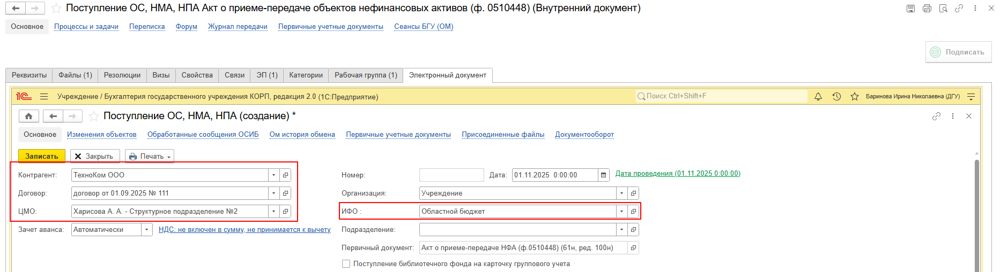 Поступление ОС, НМА, НПА Акт о приеме-передаче объектов нефинансовых активов (ф. 0510448) (Внутренний документ)
Основное Процессы и задачи Переписка Форум Журнал передачи Первичные учетные документы Сеансы БГУ (ОМ)
Подписать
Реквизиты Файлы (1) Резолюции Визы Свойства Связи ЭП (1) Категории Рабочая группа (1) Электронный документ
1С Учреждение / Бухгалтерия государственного учреждения КОРП, редакция 2.0 (1С:Предприятие) Поиск Ctrl+Shift+F Баринова Ирина Николаевна (ДГУ)
Поступление ОС, НМА, НПА (создание) *
Основное Изменения объектов Обработанные сообщения ОСИБ Ом история обмена Первичные учетные документы Присоединенные файлы Документооборот
Записать Закрыть Печать
Контрагент: ТехноКом ООО Номер: Дата: 01.11.2025 0:00:00 Дата проведения (01.11.2025 0:00:00)
Договор: договор от 01.09.2025 № 111 Организация: Учреждение
ЦМО: Харисова А. А. - Структурное подразделение №2 ИФО : Областной бюджет
Зачет аванса: Автоматически НДС: не включен в сумму, не принимается к вычету Подразделение:
Первичный документ: Акт о приеме-передаче НФА (ф.0510448) (61н, ред. 100н)
Поступление библиотечного фонда на карточку группового учета